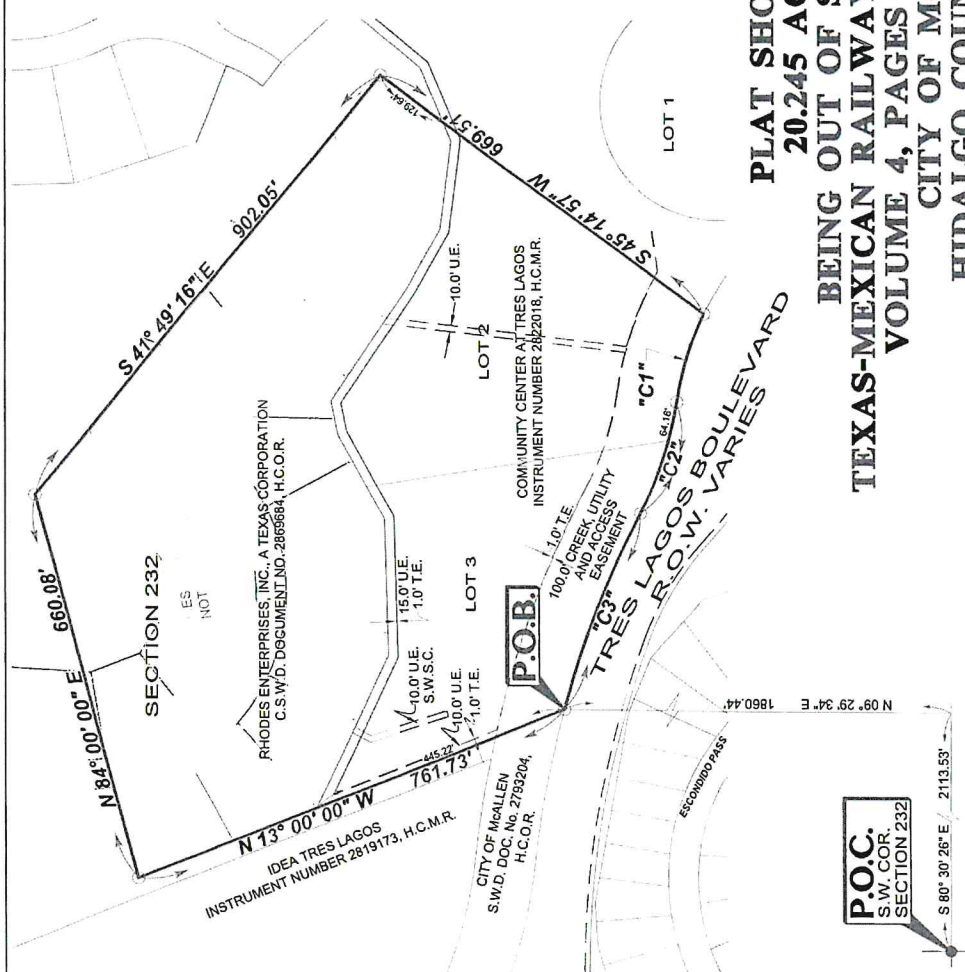 N 84° 00' 00" E
660.08'
S 41° 49' 16" E
902.05'
SECTION 232
ES
NOT
RHODES ENTERPRISES, INC., A TEXAS CORPORATION
C.S.W.D. DOCUMENT NO. 2869684, H.C.O.R.
129.64'
669.51'
S 45° 14' 57" W
LOT 1
10.0' U.E.
LOT 2
COMMUNITY CENTER AT TRES LAGOS
INSTRUMENT NUMBER 2822018, H.C.M.R.
15.0' U.E.
1.0' T.E.
LOT 3
10.0' U.E.
S.W.S.C.
10.0' U.E.
1.0' T.E.
445.22'
N 13° 00' 00" W
761.73'
IDEA TRES LAGOS
INSTRUMENT NUMBER 2819173, H.C.M.R.
1.0' T.E.
100.0' CREEK, UTILITY
AND ACCESS
EASEMENT
"C1"
64.16'
"C2"
"C3"
P.O.B.
TRES LAGOS BOULEVARD
R.O.W. VARIES
CITY OF McALLEN
S.W.D. DOC. No. 2793204,
H.C.O.R.
ESCONDIDO PASS
N 09° 29' 34" E
1860.44'
P.O.C.
S.W. COR.
SECTION 232
S 80° 30' 26" E
2113.53'
PLAT SHO
20.245 AC
BEING OUT OF S
TEXAS-MEXICAN RAILWAY
VOLUME 4, PAGES
CITY OF M
HIDALGO COUN